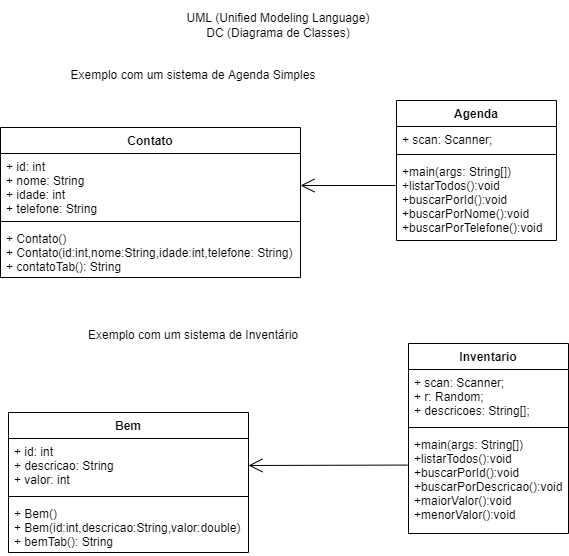 UML (Unified Modeling Language)
DC (Diagrama de Classes)
Exemplo com um sistema de Agenda Simples
Contato
+ id: int
+ nome: String
+ idade: int
+ telefone: String
+ Contato()
+ Contato(id:int,nome:String,idade:int,telefone: String)
+ contatoTab(): String
Agenda
+ scan: Scanner;
+main(args: String[])
+listarTodos():void
+buscarPorId():void
+buscarPorNome():void
+buscarPorTelefone():void
Exemplo com um sistema de Inventário
Bem
+ id: int
+ descricao: String
+ valor: int
+ Bem()
+ Bem(id:int,descricao:String,valor:double)
+ bemTab(): String
Inventario
+ scan: Scanner;
+ r: Random;
+ descricoes: String[];
+main(args: String[])
+listarTodos():void
+buscarPorId():void
+buscarPorDescricao():void
+maiorValor():void
+menorValor():void